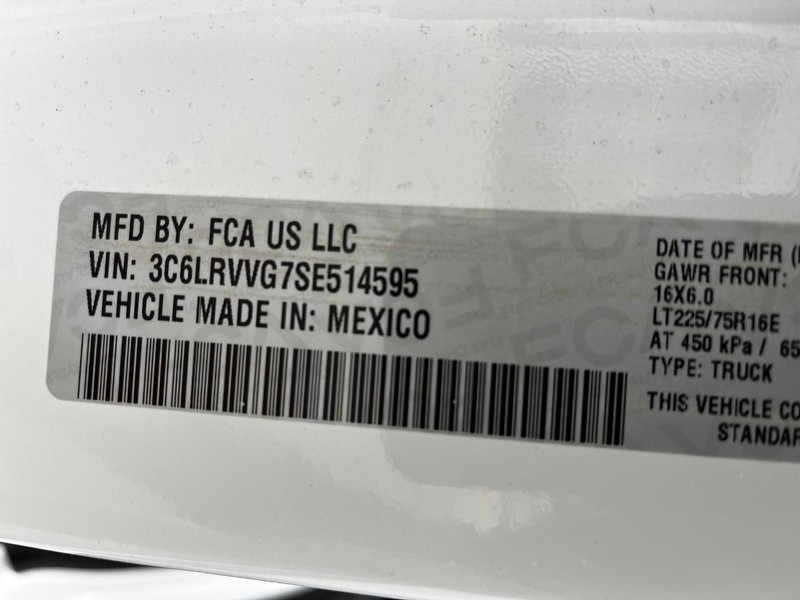 MFD BY: FCA US LLC
VIN: 3C6LRVVG7SE514595
VEHICLE MADE IN: MEXICO
DATE OF MFR
GAWR FRONT:
16X6.0
LT225/75R16E
AT 450 kPa / 65
TYPE: TRUCK
THIS VEHICLE